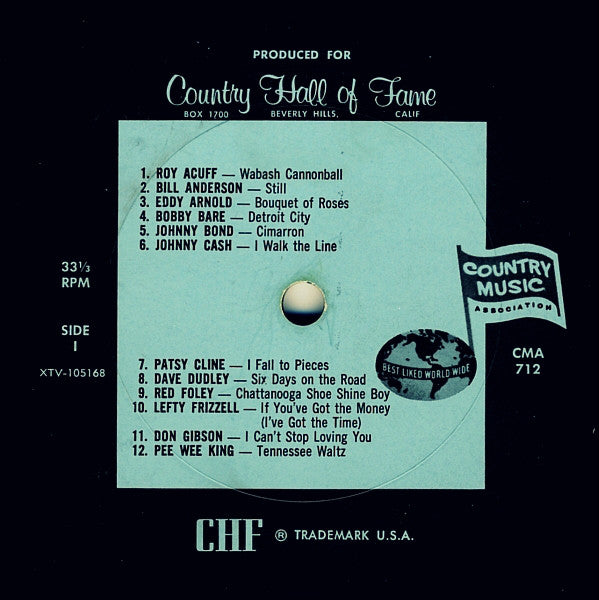 PRODUCED FOR
Country Hall of Fame
BOX 1700 BEVERLY HILLS, CALIF
1. ROY ACUFF — Wabash Cannonball
2. BILL ANDERSON — Still
3. EDDY ARNOLD — Bouquet of Roses
4. BOBBY BARE — Detroit City
5. JOHNNY BOND — Cimarron
6. JOHNNY CASH — I Walk the Line
33⅓
RPM
SIDE
I
XTV-105168
COUNTRY
MUSIC
ASSOCIATION
BEST LIKED WORLD WIDE
CMA
712
7. PATSY CLINE — I Fall to Pieces
8. DAVE DUDLEY — Six Days on the Road
9. RED FOLEY — Chattanooga Shoe Shine Boy
10. LEFTY FRIZZELL — If You've Got the Money
(I've Got the Time)
11. DON GIBSON — I Can't Stop Loving You
12. PEE WEE KING — Tennessee Waltz
CHF ® TRADEMARK U.S.A.